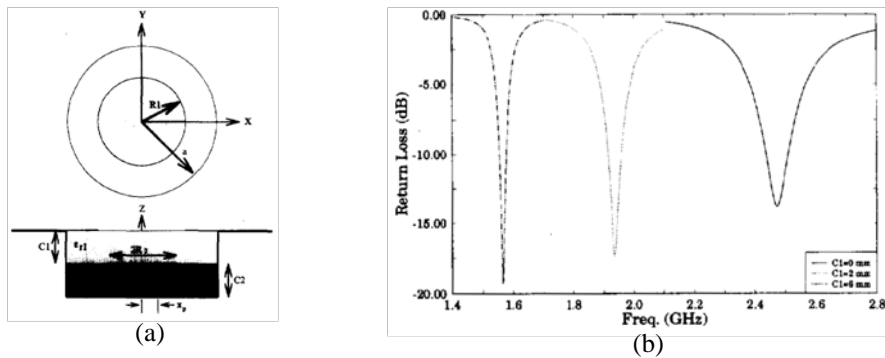 Y
R1
X
a
Z
C1
εr1
C2
xp
(a)
Return Loss (dB)
0.00
-5.00
-10.00
-15.00
-20.00
1.4
1.6
1.8
2.0
2.2
2.4
2.6
2.8
Freq. (GHz)
C1=0 mm
C1=2 mm
C1=6 mm
(b)